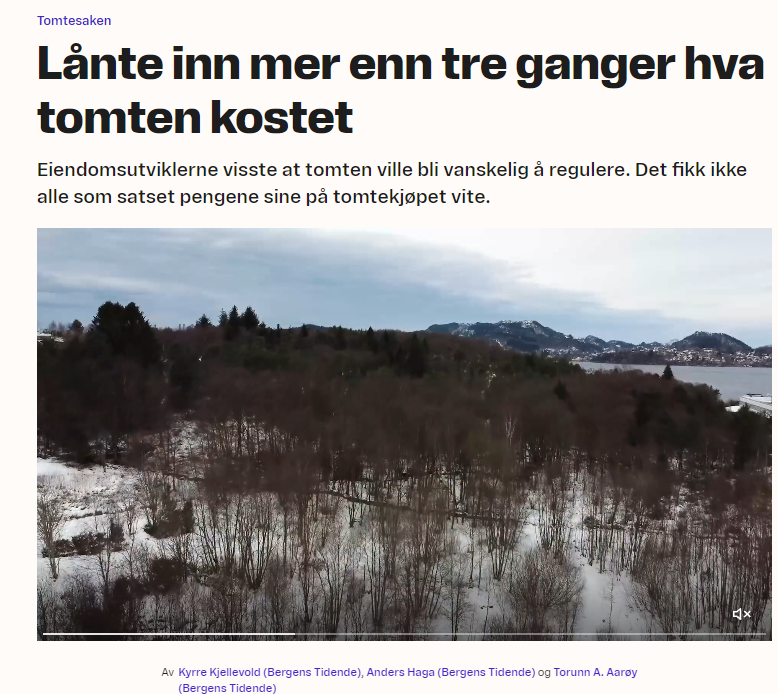 Tomtesaken
Lånte inn mer enn tre ganger hva
tomten kostet
Eiendomsutviklerne visste at tomten ville bli vanskelig å regulere. Det fikk ikke
alle som satset pengene sine på tomtekjøpet vite.
Av Kyrre Kjellevold (Bergens Tidende), Anders Haga (Bergens Tidende) og Torunn A. Aarøy
(Bergens Tidende)